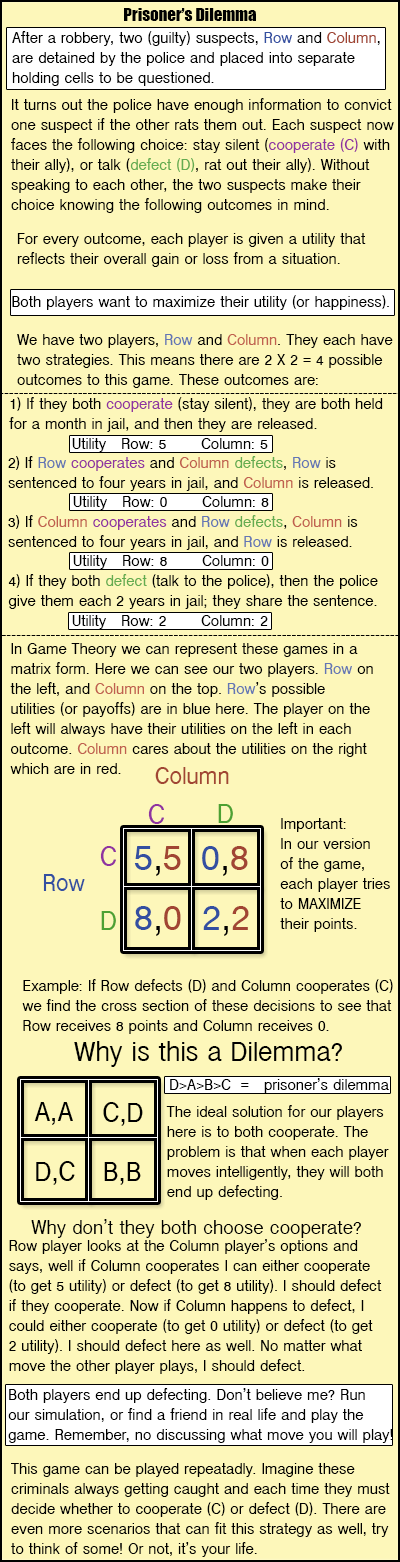 Prisoner's Dilemma
After a robbery, two (guilty) suspects, Row and Column,
are detained by the police and placed into separate
holding cells to be questioned.
It turns out the police have enough information to convict
one suspect if the other rats them out. Each suspect now
faces the following choice: stay silent (cooperate (C) with
their ally), or talk (defect (D), rat out their ally). Without
speaking to each other, the two suspects make their
choice knowing the following outcomes in mind.
For every outcome, each player is given a utility that
reflects their overall gain or loss from a situation.
Both players want to maximize their utility (or happiness).
We have two players, Row and Column. They each have
two strategies. This means there are 2 X 2 = 4 possible
outcomes to this game. These outcomes are:
1) If they both cooperate (stay silent), they are both held
for a month in jail, and then they are released.
Utility Row: 5 Column: 5
2) If Row cooperates and Column defects, Row is
sentenced to four years in jail, and Column is released.
Utility Row: 0 Column: 8
3) If Column cooperates and Row defects, Column is
sentenced to four years in jail, and Row is released.
Utility Row: 8 Column: 0
4) If they both defect (talk to the police), then the police
give them each 2 years in jail; they share the sentence.
Utility Row: 2 Column: 2
In Game Theory we can represent these games in a
matrix form. Here we can see our two players. Row on
the left, and Column on the top. Row's possible
utilities (or payoffs) are in blue here. The player on the
left will always have their utilities on the left in each
outcome. Column cares about the utilities on the right
which are in red.
Column
C D
C 5,5 0,8
Row
D 8,0 2,2
Important:
In our version
of the game,
each player tries
to MAXIMIZE
their points.
Example: If Row defects (D) and Column cooperates (C)
we find the cross section of these decisions to see that
Row receives 8 points and Column receives 0.
Why is this a Dilemma?
A,A C,D
D,C B,B
D>A>B>C = prisoner's dilemma
The ideal solution for our players
here is to both cooperate. The
problem is that when each player
moves intelligently, they will both
end up defecting.
Why don't they both choose cooperate?
Row player looks at the Column player's options and
says, well if Column cooperates I can either cooperate
(to get 5 utility) or defect (to get 8 utility). I should defect
if they cooperate. Now if Column happens to defect, I
could either cooperate (to get 0 utility) or defect (to get
2 utility). I should defect here as well. No matter what
move the other player plays, I should defect.
Both players end up defecting. Don't believe me? Run
our simulation, or find a friend in real life and play the
game. Remember, no discussing what move you will play!
This game can be played repeatadly. Imagine these
criminals always getting caught and each time they must
decide whether to cooperate (C) or defect (D). There are
even more scenarios that can fit this strategy as well, try
to think of some! Or not, it's your life.